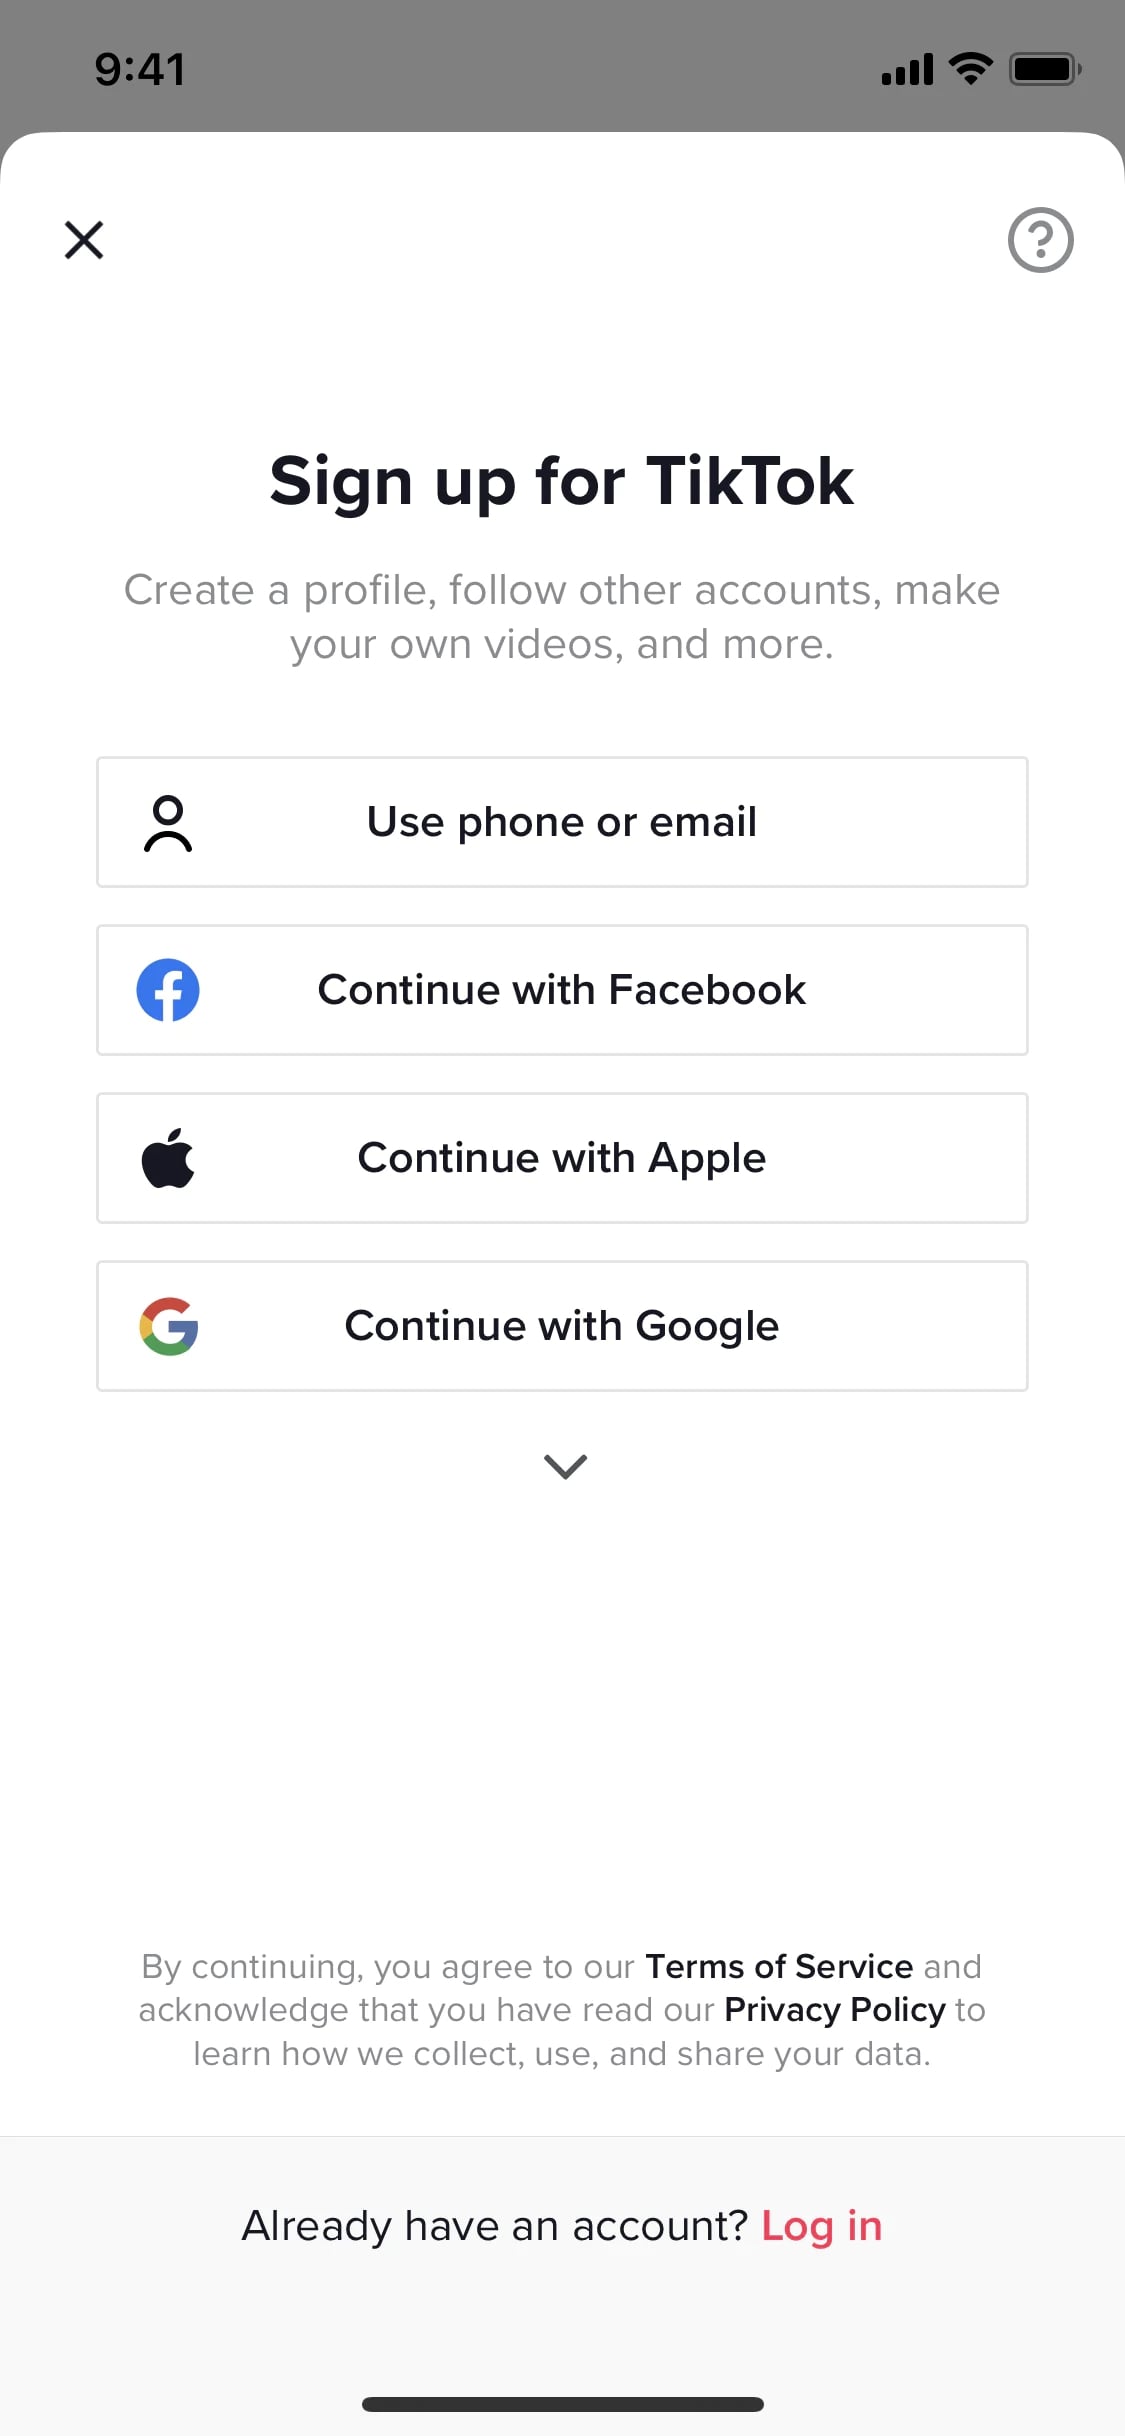 9:41
Sign up for TikTok
Create a profile, follow other accounts, make
your own videos, and more.
Use phone or email
Continue with Facebook
Continue with Apple
Continue with Google
By continuing, you agree to our Terms of Service and
acknowledge that you have read our Privacy Policy to
learn how we collect, use, and share your data.
Already have an account? Log in